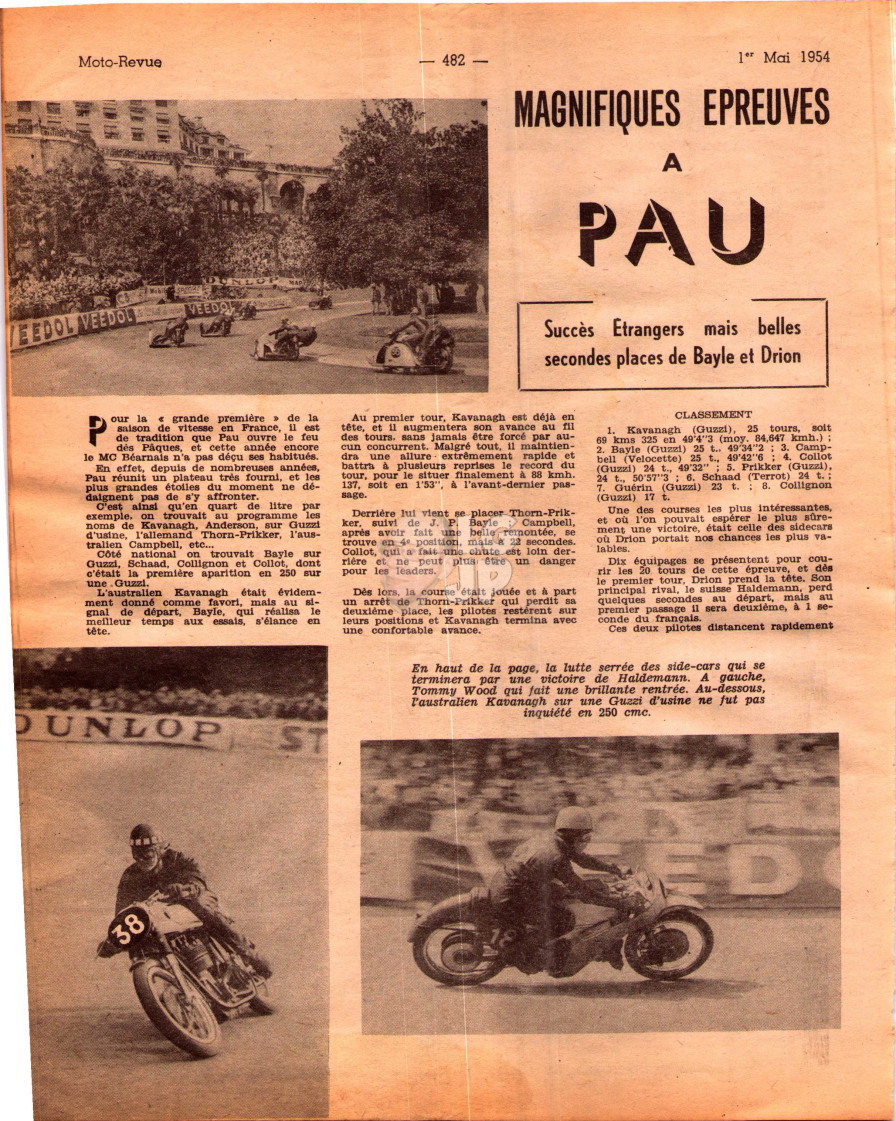 Moto-Revue
— 482 —
1er Mai 1954
MAGNIFIQUES EPREUVES
A
PAU
Succès Etrangers mais belles
secondes places de Bayle et Drion
DUNLOP
VEEDOL
VEEDOL
VEEDOL
Pour la « grande première » de la
saison de vitesse en France, il est
de tradition que Pau ouvre le feu
dès Pâques, et cette année encore
le MC Béarnais n'a pas déçu ses habitués.
En effet, depuis de nombreuses années,
Pau réunit un plateau très fourni, et les
plus grandes étoiles du moment ne dé-
daignent pas de s'y affronter.
C'est ainsi qu'en quart de litre par
exemple, on trouvait au programme les
noms de Kavanagh, Anderson, sur Guzzi
d'usine, l'allemand Thorn-Prikker, l'aus-
tralien Campbell, etc...
Côté national on trouvait Bayle sur
Guzzi, Schaad, Collignon et Collot, dont
c'était la première aparition en 250 sur
une Guzzi.
L'australien Kavanagh était évidem-
ment donné comme favori, mais au si-
gnal de départ, Bayle, qui réalisa le
meilleur temps aux essais, s'élance en
tête.
Au premier tour, Kavanagh est déjà en
tête, et il augmentera son avance au fil
des tours. sans jamais être forcé par au-
cun concurrent. Malgré tout, il maintien-
dra une allure extrêmement rapide et
battra à plusieurs reprises le record du
tour, pour le situer finalement à 88 kmh.
137, soit en 1'53", à l'avant-dernier pas-
sage.
Derrière lui vient se placer Thorn-Prik-
ker, suivi de J. P. Bayle. Campbell,
après avoir fait une belle remontée, se
trouve en 4e position, mais à 22 secondes.
Collot, qui a fait une chute est loin der-
rière et ne peut plus être un danger
pour les leaders.
Dès lors, la course était jouée et à part
un arrêt de Thorn-Prikker qui perdit sa
deuxième place, les pilotes restèrent sur
leurs positions et Kavanagh termina avec
une confortable avance.
CLASSEMENT
1. Kavanagh (Guzzi), 25 tours, soit
69 kms 325 en 49'4"3 (moy. 84,647 kmh.) ;
2. Bayle (Guzzi) 25 t.. 49'34"2 ; 3. Camp-
bell (Velocette) 25 t., 49'42"6 ; 4. Collot
(Guzzi) 24 t., 49'32" ; 5. Prikker (Guzzi),
24 t., 50'57"3 ; 6. Schaad (Terrot) 24 t. ;
7. Guérin (Guzzi) 23 t. ; 8. Collignon
(Guzzi) 17 t.
Une des courses les plus intéressantes,
et où l'on pouvait espérer le plus sûre-
ment une victoire, était celle des sidecars
où Drion portait nos chances les plus va-
lables.
Dix équipages se présentent pour cou-
rir les 20 tours de cette épreuve, et dès
le premier tour, Drion prend la tête. Son
principal rival, le suisse Haldemann, perd
quelques secondes au départ, mais au
premier passage il sera deuxième, à 1 se-
conde du français.
Ces deux pilotes distancent rapidement
En haut de la page, la lutte serrée des side-cars qui se
terminera par une victoire de Haldemann. A gauche,
Tommy Wood qui fait une brillante rentrée. Au-dessous,
l'australien Kavanagh sur une Guzzi d'usine ne fut pas
inquiété en 250 cmc.
DUNLOP ST
38
VEEDO
18